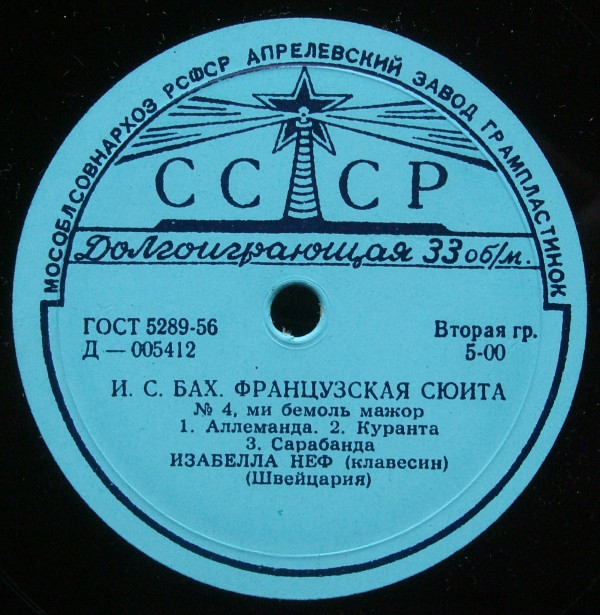 МОСОБЛСОВНАРХОЗ РСФСР АПРЕЛЕВСКИЙ ЗАВОД ГРАМПЛАСТИНОК
СССР
Долгоиграющая 33 об/м.
ГОСТ 5289-56
Д — 005412
Вторая гр.
5-00
И. С. БАХ. ФРАНЦУЗСКАЯ СЮИТА
№ 4, ми бемоль мажор
1. Аллеманда. 2. Куранта
3. Сарабанда
ИЗАБЕЛЛА НЕФ (клавесин)
(Швейцария)